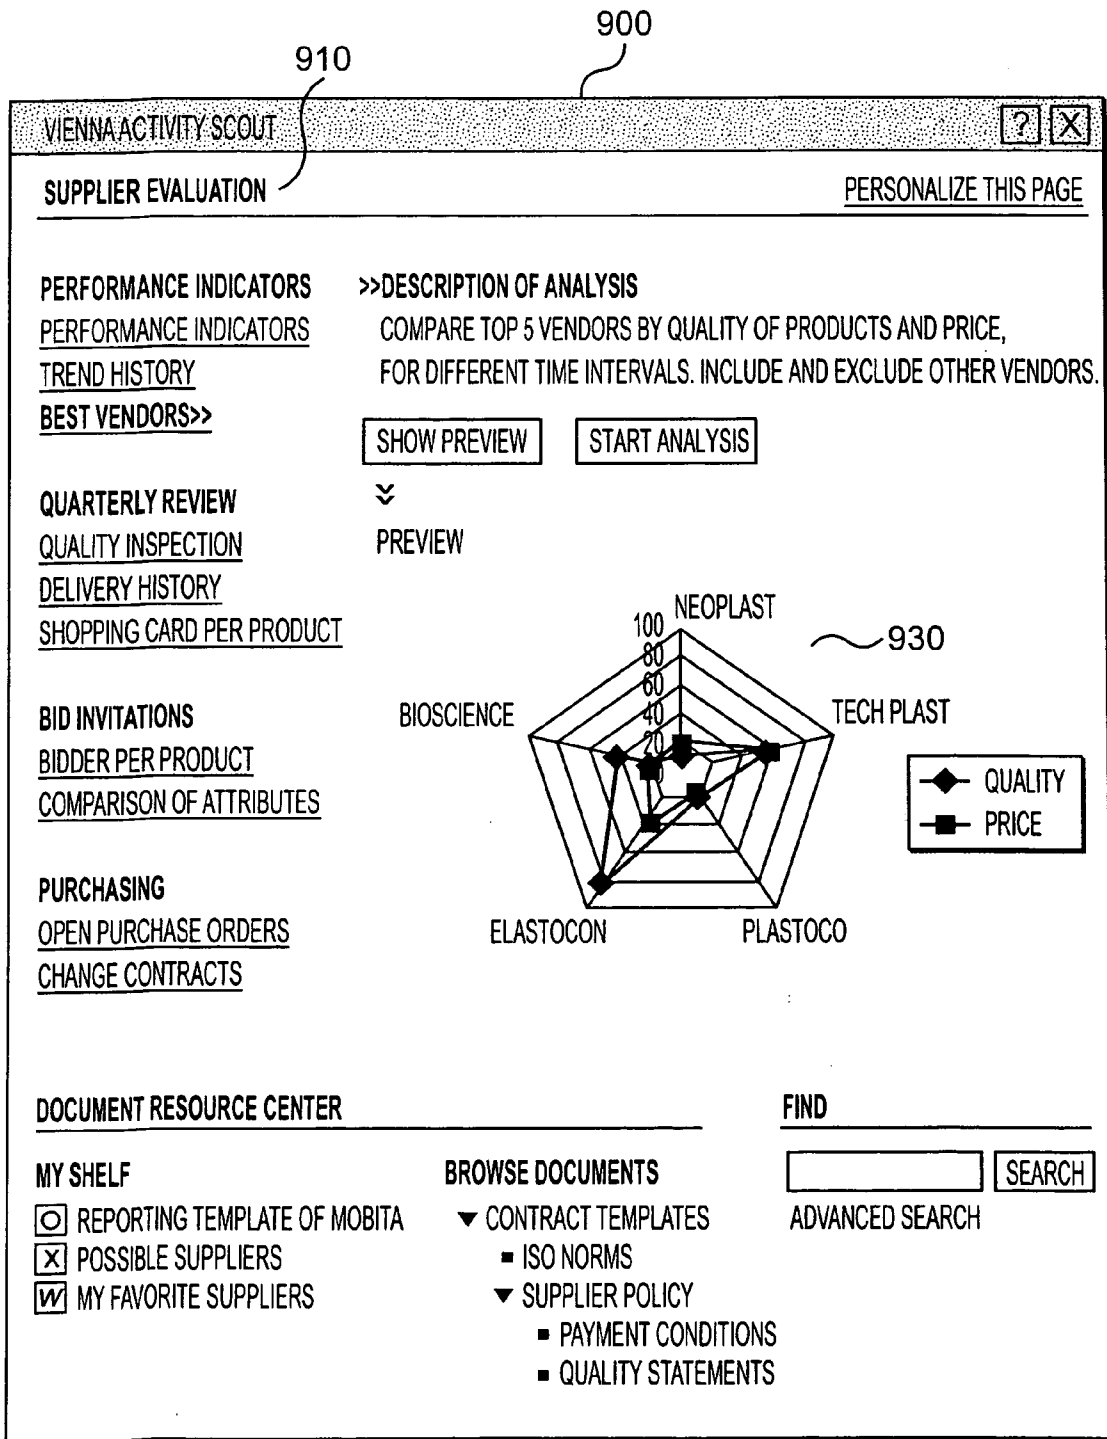 900
910
VIENNA ACTIVITY SCOUT
? X
SUPPLIER EVALUATION
PERSONALIZE THIS PAGE
PERFORMANCE INDICATORS
PERFORMANCE INDICATORS
TREND HISTORY
BEST VENDORS>>
>>DESCRIPTION OF ANALYSIS
COMPARE TOP 5 VENDORS BY QUALITY OF PRODUCTS AND PRICE,
FOR DIFFERENT TIME INTERVALS. INCLUDE AND EXCLUDE OTHER VENDORS.
SHOW PREVIEW
START ANALYSIS
QUARTERLY REVIEW
QUALITY INSPECTION
DELIVERY HISTORY
SHOPPING CARD PER PRODUCT
PREVIEW
BID INVITATIONS
BIDDER PER PRODUCT
COMPARISON OF ATTRIBUTES
PURCHASING
OPEN PURCHASE ORDERS
CHANGE CONTRACTS
NEOPLAST
930
100
80
60
40
20
0
BIOSCIENCE
TECH PLAST
ELASTOCON
PLASTOCO
QUALITY
PRICE
DOCUMENT RESOURCE CENTER
MY SHELF
O REPORTING TEMPLATE OF MOBITA
X POSSIBLE SUPPLIERS
W MY FAVORITE SUPPLIERS
BROWSE DOCUMENTS
CONTRACT TEMPLATES
ISO NORMS
SUPPLIER POLICY
PAYMENT CONDITIONS
QUALITY STATEMENTS
FIND
SEARCH
ADVANCED SEARCH